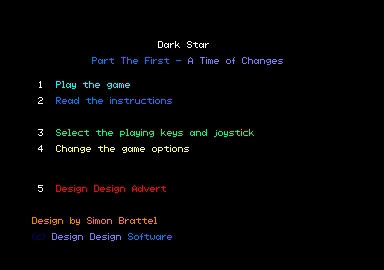 Dark Star
Part The First - A Time of Changes
1 Play the game
2 Read the instructions
3 Select the playing keys and joystick
4 Change the game options
5 Design Design Advert
Design by Simon Brattel
(c) Design Design Software